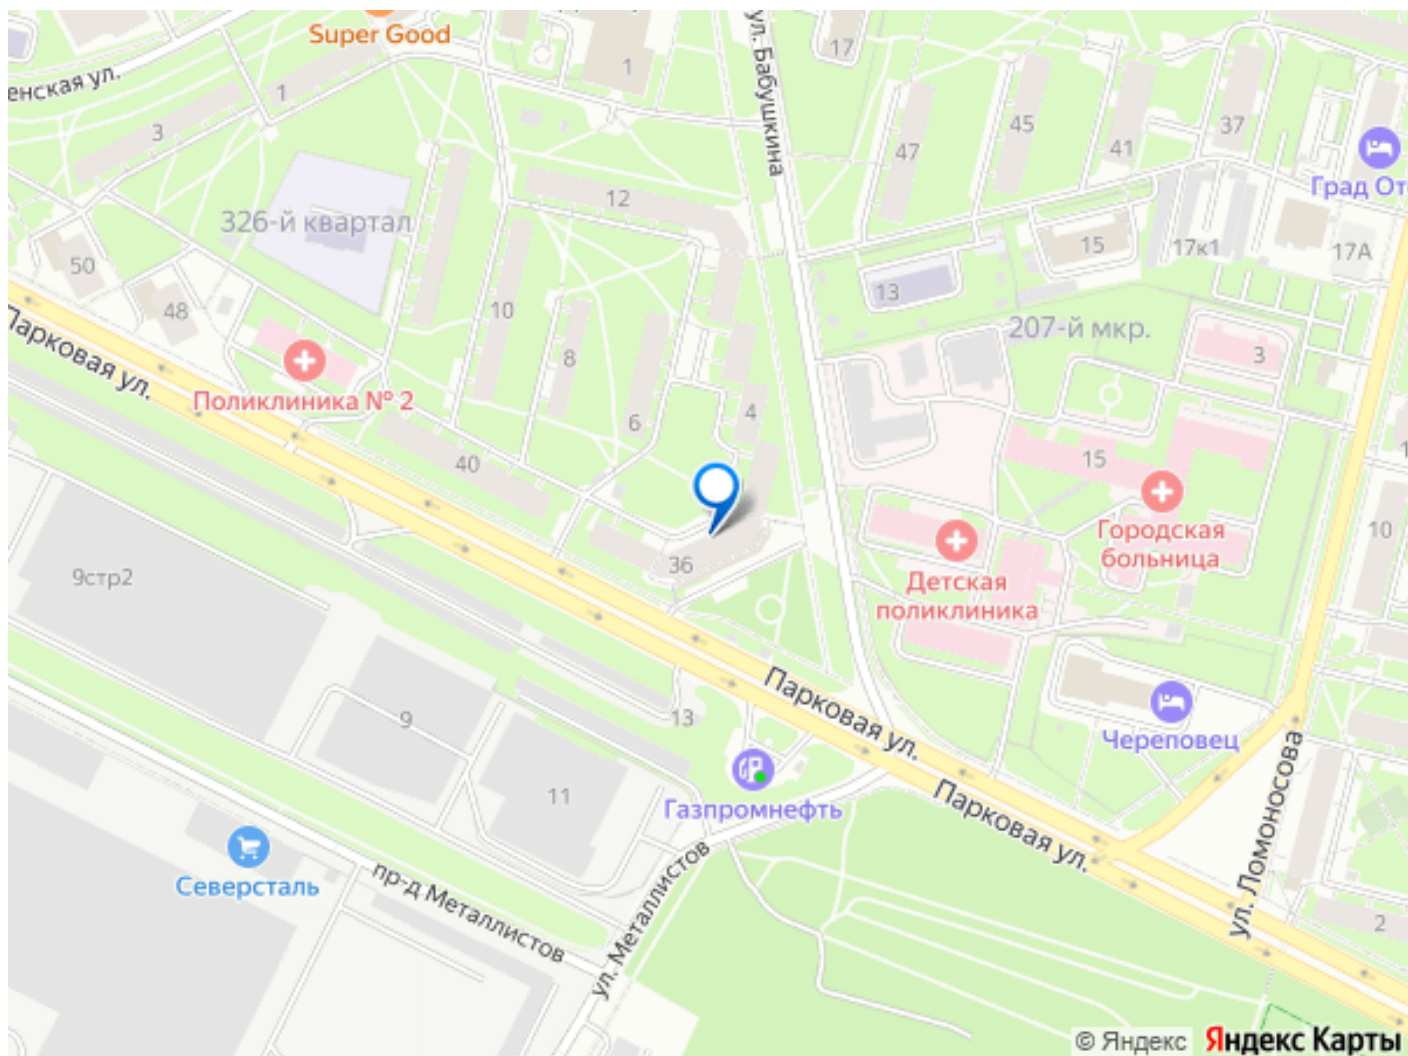 Super Good
1
17
енская ул.
1
3
ул. Бабушкина
45
37
41
47
Град От
12
326-й квартал
15
17к1
17А
50
13
48
10
207-й мкр.
3
8
Парковая ул.
Поликлиника № 2
6
4
40
15
36
Городская
больница
10
9стр2
Детская
поликлиника
9
13
Парковая ул.
Череповец
11
Газпромнефть
Парковая ул.
ул. Ломоносова
Северсталь
пр-д Металлистов
ул. Металлистов
2
© Яндекс Яндекс Карты